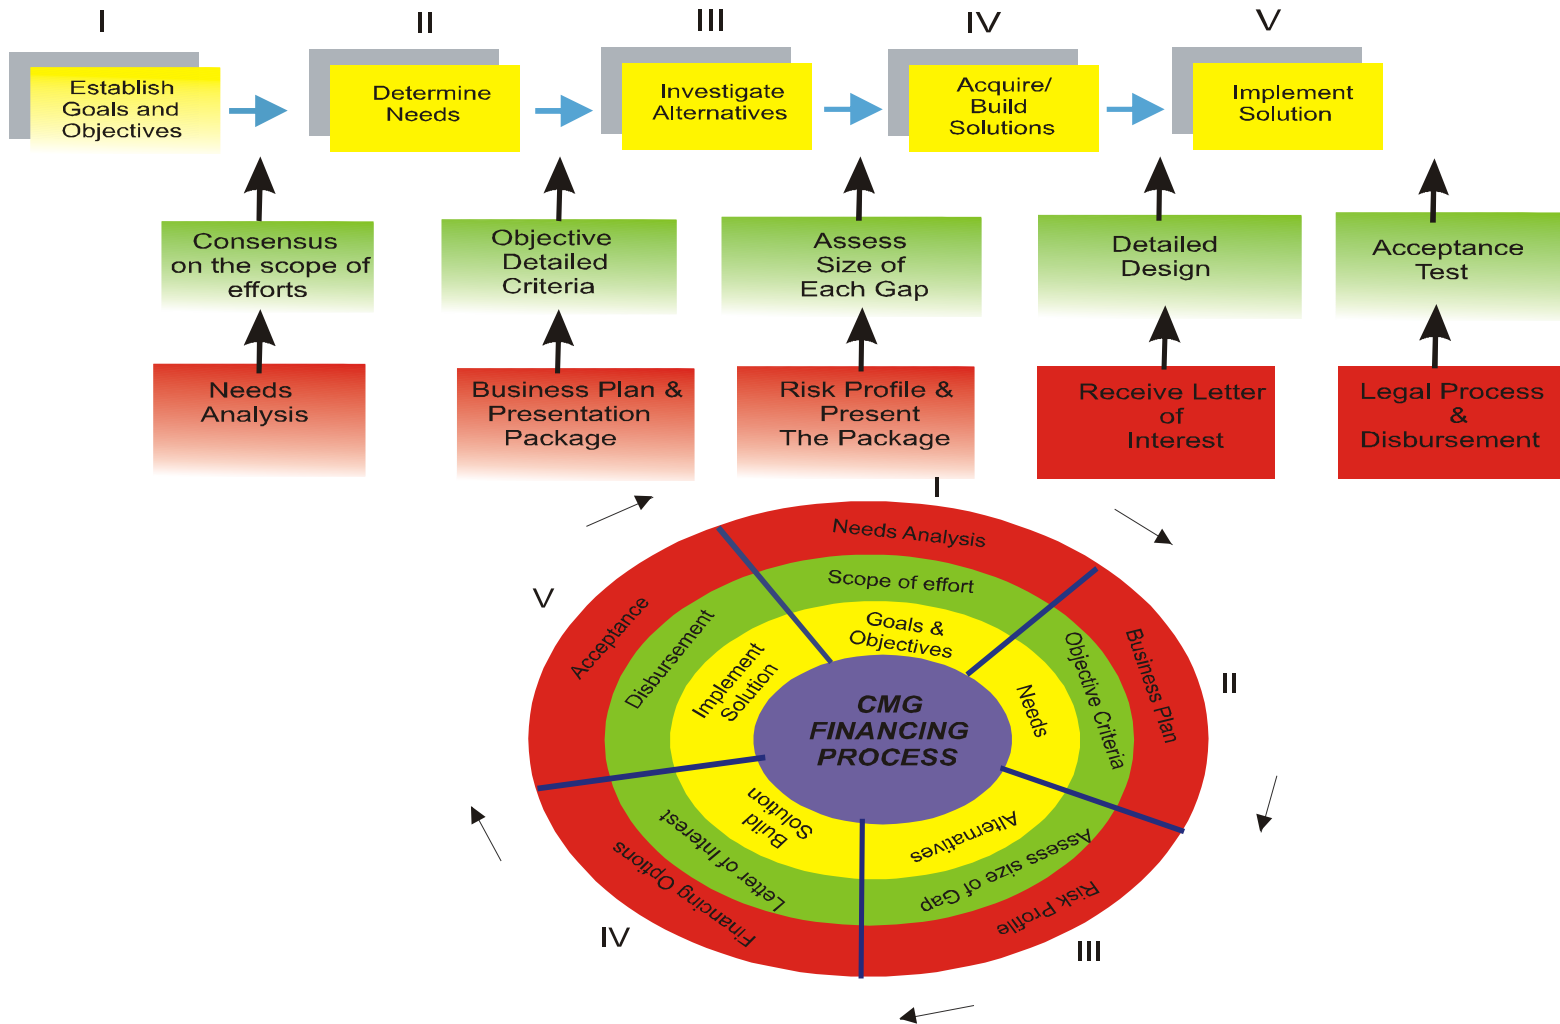 I
II
III
IV
V
Establish
Goals and
Objectives
Determine
Needs
Investigate
Alternatives
Acquire/
Build
Solutions
Implement
Solution
Consensus
on the scope of
efforts
Objective
Detailed
Criteria
Assess
Size of
Each Gap
Detailed
Design
Acceptance
Test
Needs
Analysis
Business Plan &
Presentation
Package
Risk Profile &
Present
The Package
Receive Letter
of
Interest
Legal Process
&
Disbursement
I
Needs Analysis
Scope of effort
Goals &
Objectives
II
Business Plan
Objective Criteria
Needs
III
Risk Profile
Assess size of Gap
Alternatives
IV
Financing Options
Letter of Interest
Build
Solution
V
Acceptance
Disbursement
Implement
Solution
CMG
FINANCING
PROCESS